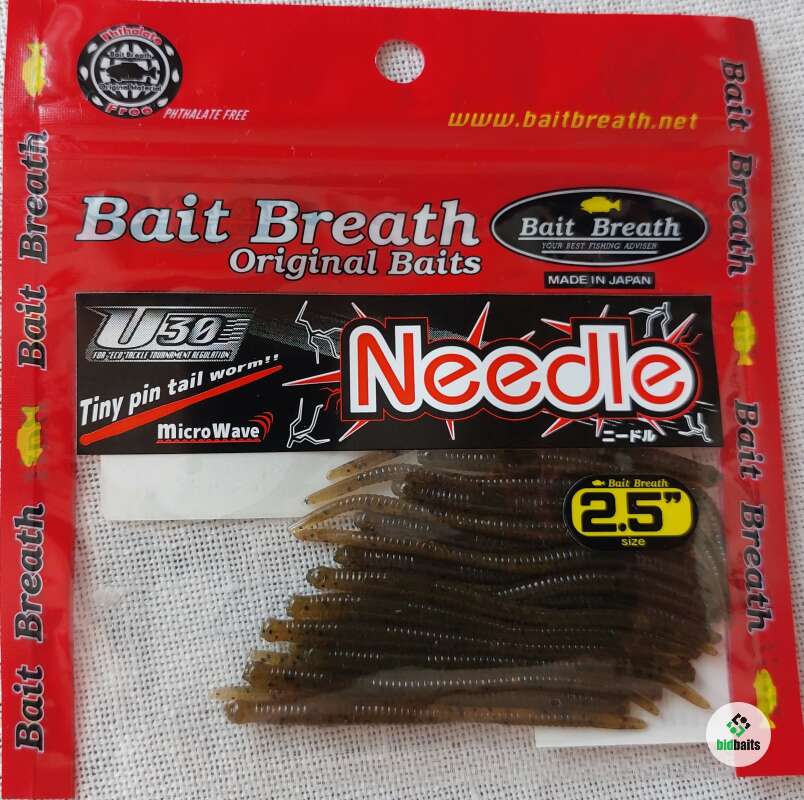 Phthalate
Bait Breath
Original Material
Free
PHTHALATE FREE
www.baitbreath.net
Bait Breath
Original Baits
Bait Breath
YOUR BEST FISHING ADVISER
MADE IN JAPAN
U30
FOR "ECO" TACKLE TOURNAMENT REGULATION
Tiny pin tail worm!!
microWave
Needle
ニードル
Bait Breath
2.5"
size
Bait Breath
Bait Breath
Bait Breath
Bait Breath
bidbaits